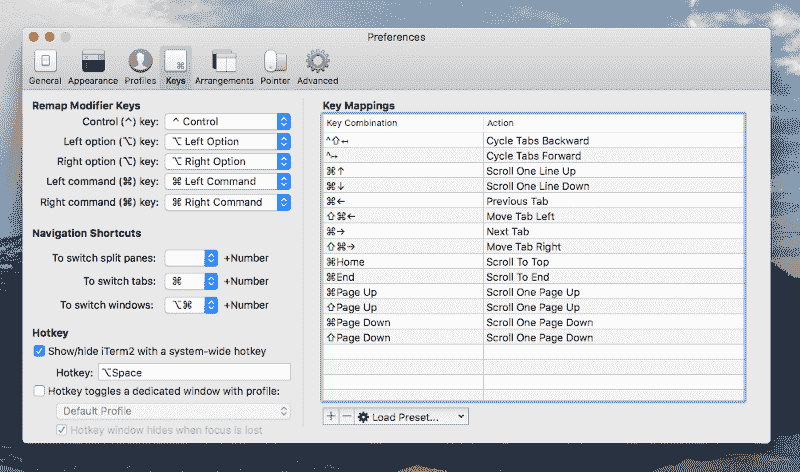 Preferences
General Appearance Profiles Keys Arrangements Pointer Advanced
Remap Modifier Keys
Control (^) key: ^ Control
Left option (⌥) key: ⌥ Left Option
Right option (⌥) key: ⌥ Right Option
Left command (⌘) key: ⌘ Left Command
Right command (⌘) key: ⌘ Right Command
Navigation Shortcuts
To switch split panes: +Number
To switch tabs: ⌘ +Number
To switch windows: ⌥⌘ +Number
Hotkey
Show/hide iTerm2 with a system-wide hotkey
Hotkey: ⌥Space
Hotkey toggles a dedicated window with profile:
Default Profile
Hotkey window hides when focus is lost
Key Mappings
Key Combination Action
^⇧↤ Cycle Tabs Backward
^↦ Cycle Tabs Forward
⌘↑ Scroll One Line Up
⌘↓ Scroll One Line Down
⌘← Previous Tab
⇧⌘← Move Tab Left
⌘→ Next Tab
⇧⌘→ Move Tab Right
⌘Home Scroll To Top
⌘End Scroll To End
⌘Page Up Scroll One Page Up
⇧Page Up Scroll One Page Up
⌘Page Down Scroll One Page Down
⇧Page Down Scroll One Page Down
+ − Load Preset...